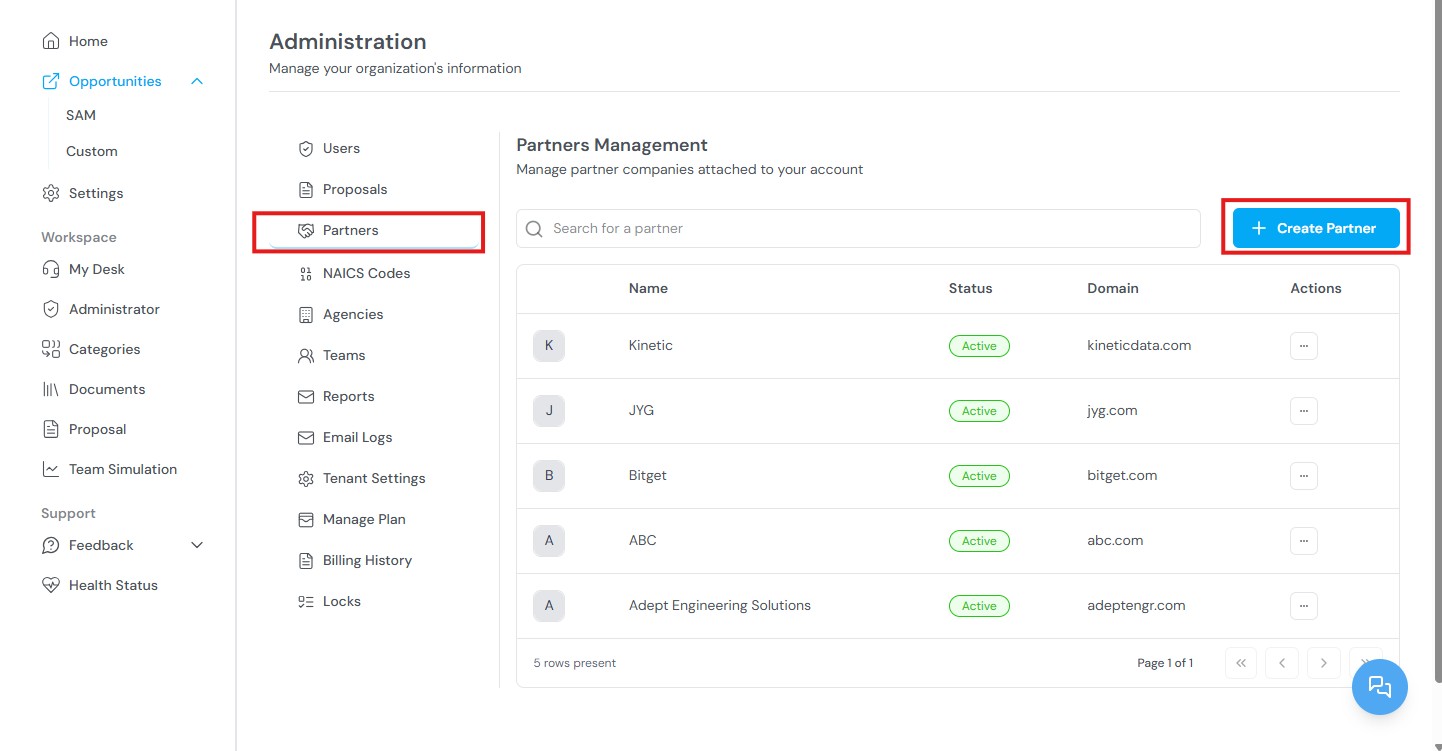 Home
Opportunities
SAM
Custom
Settings
Workspace
My Desk
Administrator
Categories
Documents
Proposal
Team Simulation
Support
Feedback
Health Status
Administration
Manage your organization's information
Users
Proposals
Partners
NAICS Codes
Agencies
Teams
Reports
Email Logs
Tenant Settings
Manage Plan
Billing History
Locks
Partners Management
Manage partner companies attached to your account
Search for a partner
Create Partner
Name Status Domain Actions
K Kinetic Active kineticdata.com
J JYG Active jyg.com
B Bitget Active bitget.com
A ABC Active abc.com
A Adept Engineering Solutions Active adeptengr.com
5 rows present Page 1 of 1